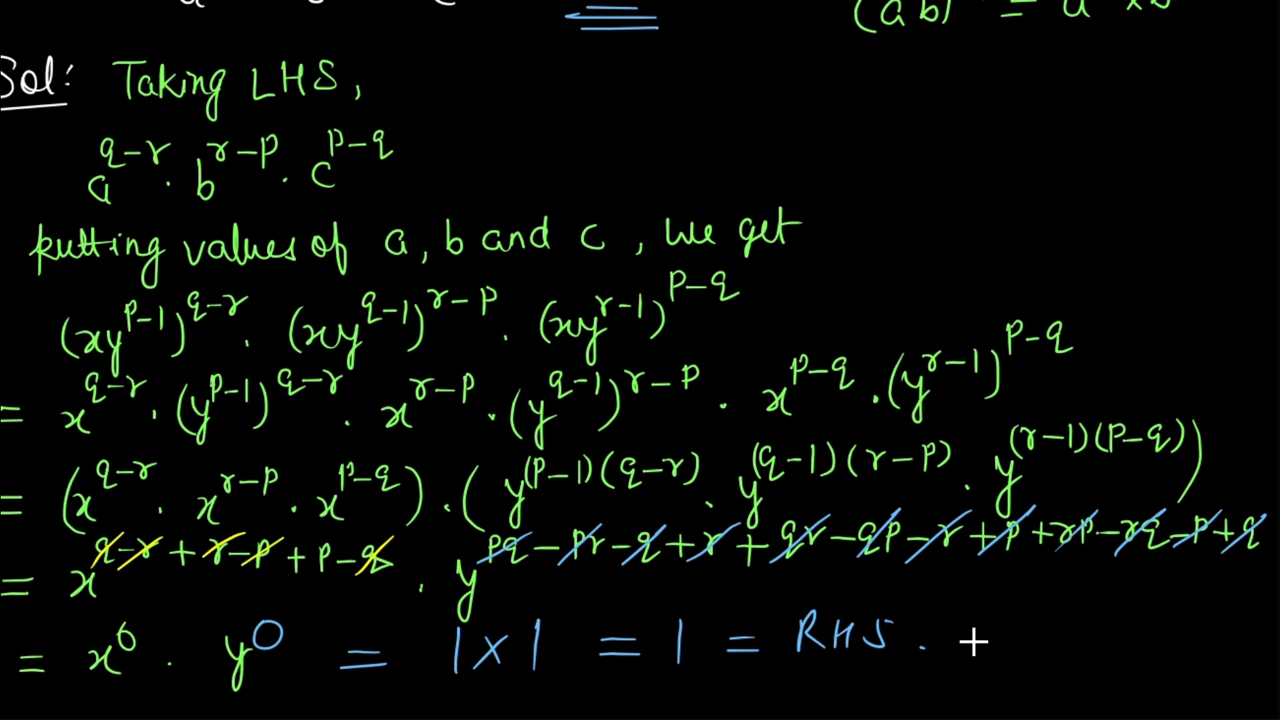 (ab) = a × b
Sol: Taking LHS,
a^{q-r} . b^{r-p} . c^{p-q}
putting values of a, b and c, we get
(xy^{p-1})^{q-r} . (xy^{q-1})^{r-p} . (xy^{r-1})^{p-q}
= x^{q-r} . (y^{p-1})^{q-r} . x^{r-p} . (y^{q-1})^{r-p} . x^{p-q} . (y^{r-1})^{p-q}
= (x^{q-r} . x^{r-p} . x^{p-q}) . (y^{(p-1)(q-r)} . y^{(q-1)(r-p)} . y^{(r-1)(p-q)})
= x^{q-r+r-p+p-q} . y^{pq-pr-q+r+qr-qp-r+p+rp-rq-p+q}
= x^0 . y^0 = 1×1 = 1 = RHS .